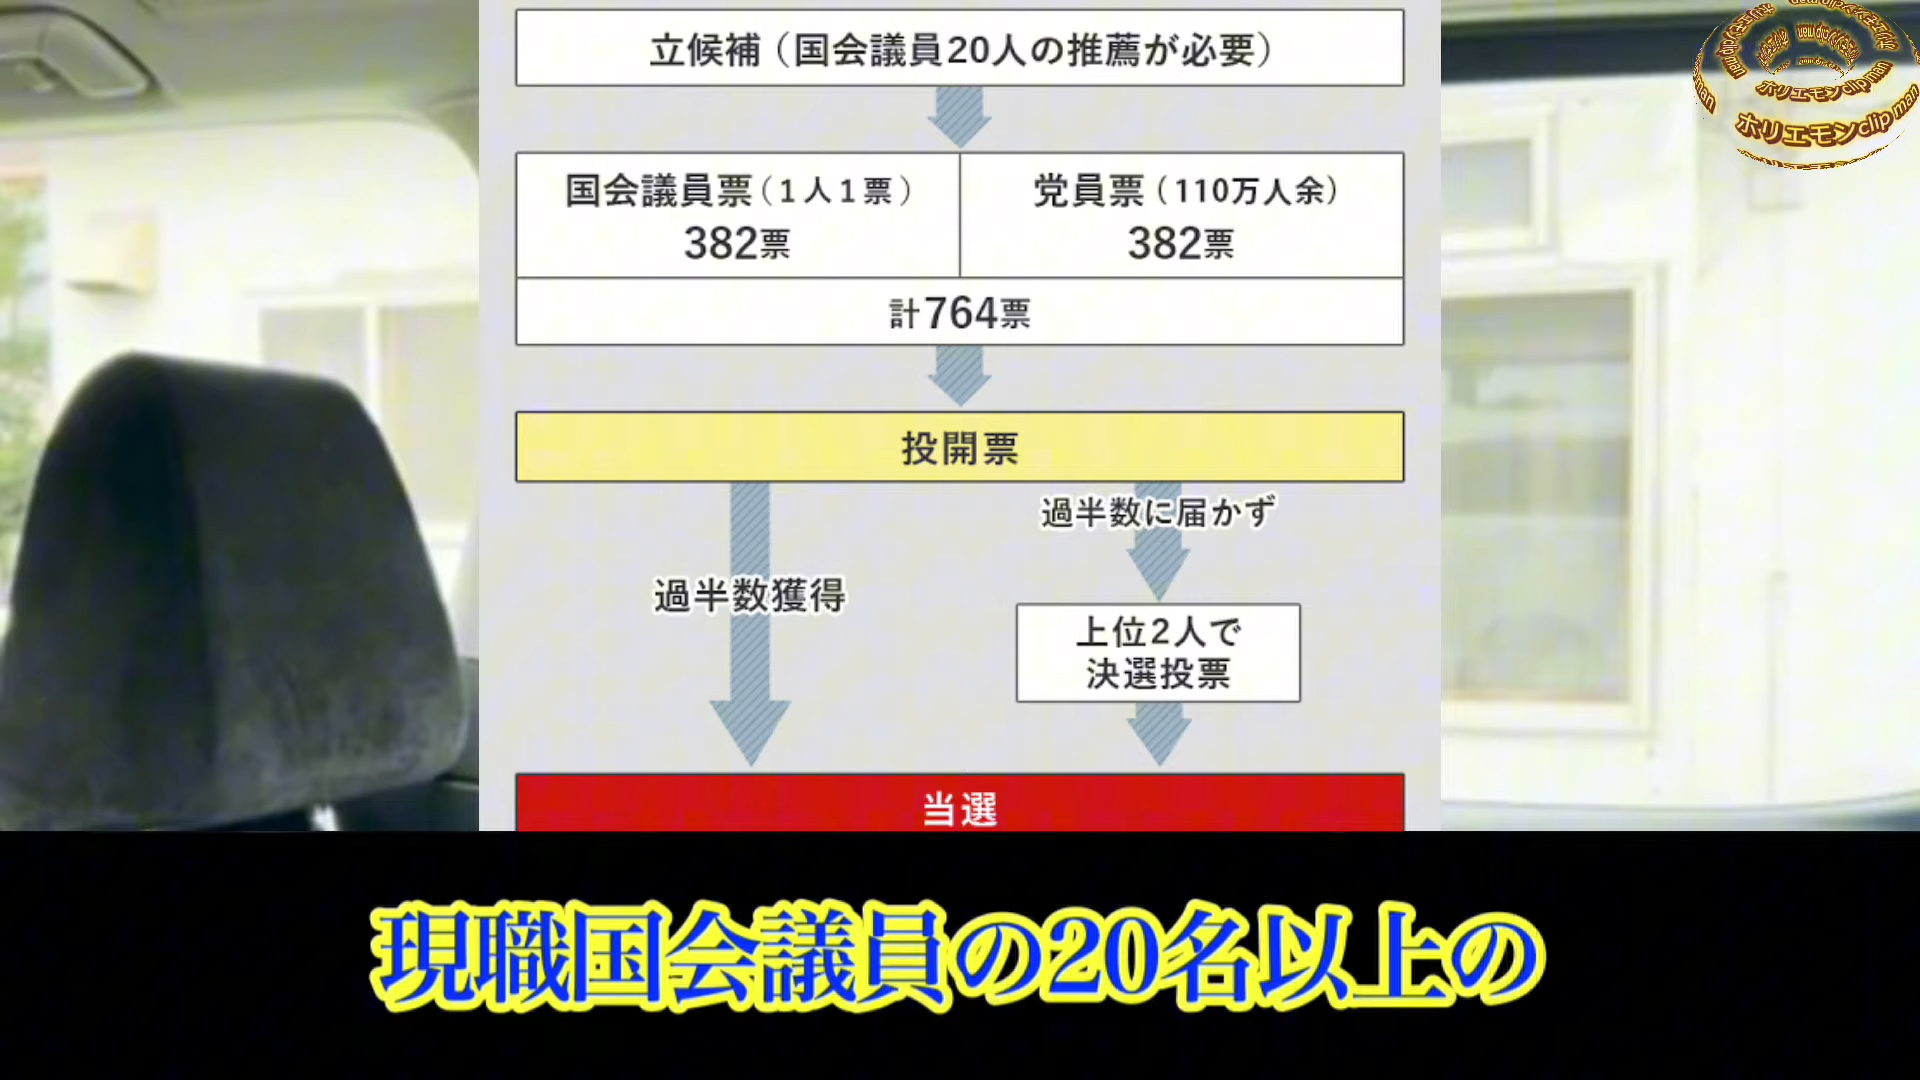 立候補（国会議員20人の推薦が必要）
国会議員票（1人1票）
382票
党員票（110万人余）
382票
計764票
投開票
過半数に届かず
過半数獲得
上位2人で
決選投票
当選
ホリエモンclip man
現職国会議員の20名以上の